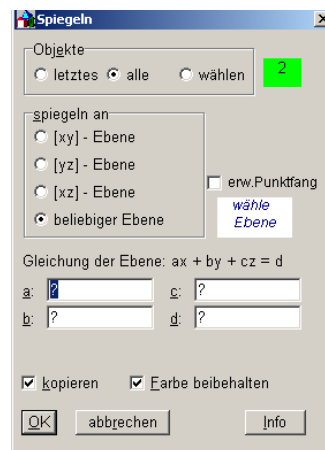 Spiegeln
Objekte
letztes alle wählen 2
spiegeln an
[xy] - Ebene
[yz] - Ebene
[xz] - Ebene
erw.Punktfang
beliebiger Ebene
wähle
Ebene
Gleichung der Ebene: ax + by + cz = d
a: ? c: ?
b: ? d: ?
kopieren Farbe beibehalten
OK abbrechen Info